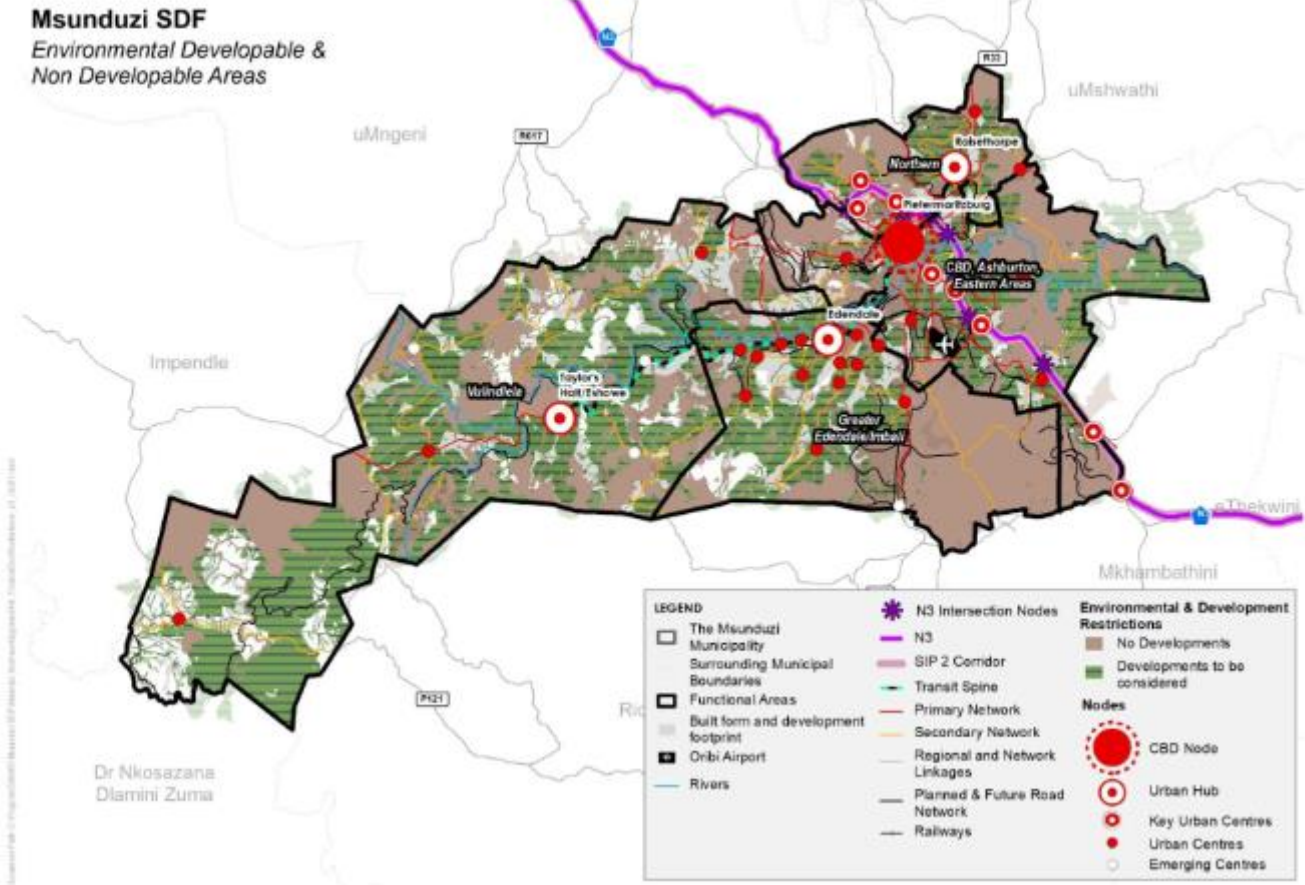 Msunduzi SDF
Environmental Developable &
Non Developable Areas
N3
R33
uMshwathi
uMngeni
R617
Raisethorpe
Northern
Pietermaritzburg
CBD, Ashburton,
Eastern Areas
Edendale
Impendle
Vulindlela
Taylor's
Halt/Eshowe
Greater
Edendale/Imbali
eThekwini
Mkhambathini
P121
Ric
Dr Nkosazana
Dlamini Zuma
LEGEND
The Msunduzi
Municipality
Surrounding Municipal
Boundaries
Functional Areas
Built form and development
footprint
Oribi Airport
Rivers
N3 Intersection Nodes
N3
SIP 2 Corridor
Transit Spine
Primary Network
Secondary Network
Regional and Network
Linkages
Planned & Future Road
Network
Railways
Environmental & Development
Restrictions
No Developments
Developments to be
considered
Nodes
CBD Node
Urban Hub
Key Urban Centres
Urban Centres
Emerging Centres